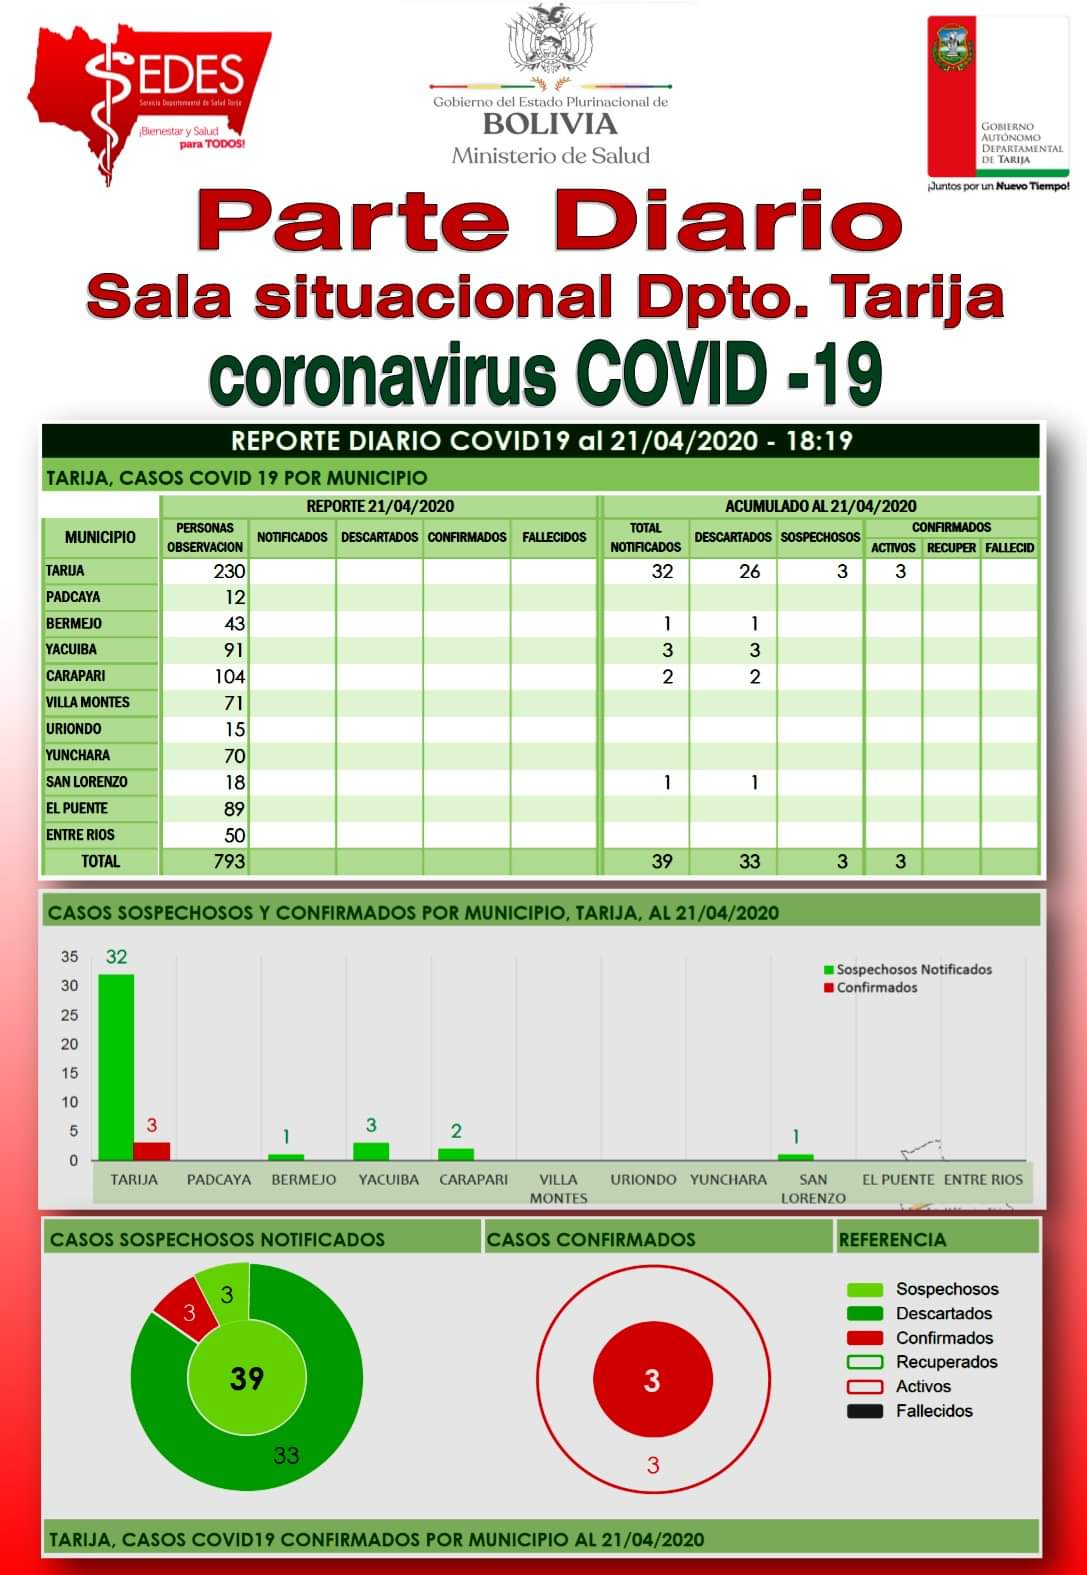 SEDES
Servicio Departamental de Salud Tarija
¡Bienestar y Salud
para TODOS!
Gobierno del Estado Plurinacional de
BOLIVIA
Ministerio de Salud
GOBIERNO
AUTÓNOMO
DEPARTAMENTAL
DE TARIJA
¡Juntos por un Nuevo Tiempo!
Parte Diario
Sala situacional Dpto. Tarija
coronavirus COVID -19
REPORTE DIARIO COVID19 al 21/04/2020 - 18:19
TARIJA, CASOS COVID 19 POR MUNICIPIO
REPORTE 21/04/2020 ACUMULADO AL 21/04/2020
MUNICIPIO PERSONAS OBSERVACION NOTIFICADOS DESCARTADOS CONFIRMADOS FALLECIDOS TOTAL NOTIFICADOS DESCARTADOS SOSPECHOSOS CONFIRMADOS
ACTIVOS RECUPER FALLECID
TARIJA 230 32 26 3 3
PADCAYA 12
BERMEJO 43 1 1
YACUIBA 91 3 3
CARAPARI 104 2 2
VILLA MONTES 71
URIONDO 15
YUNCHARA 70
SAN LORENZO 18 1 1
EL PUENTE 89
ENTRE RIOS 50
TOTAL 793 39 33 3 3
CASOS SOSPECHOSOS Y CONFIRMADOS POR MUNICIPIO, TARIJA, AL 21/04/2020
35
30
25
20
15
10
5
0
32
3
1
3
2
1
Sospechosos Notificados
Confirmados
TARIJA PADCAYA BERMEJO YACUIBA CARAPARI VILLA MONTES URIONDO YUNCHARA SAN LORENZO EL PUENTE ENTRE RIOS
CASOS SOSPECHOSOS NOTIFICADOS
3
3
39
33
CASOS CONFIRMADOS
3
3
REFERENCIA
Sospechosos
Descartados
Confirmados
Recuperados
Activos
Fallecidos
TARIJA, CASOS COVID19 CONFIRMADOS POR MUNICIPIO AL 21/04/2020